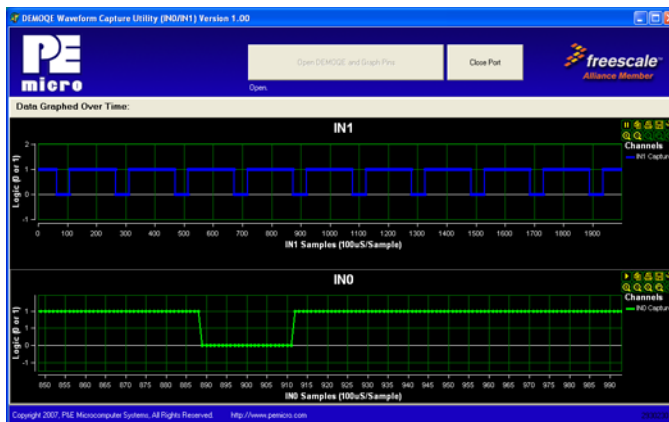 DEMOQE Waveform Capture Utility (IN0/IN1) Version 1.00
PE
micro
Open DEMOQE and Graph Pins
Close Port
freescale™
Alliance Member
Open.
Data Graphed Over Time:
IN1
Channels
IN1 Captur
Logic (0 or 1)
2
1
0
-1
0 100 200 300 400 500 600 700 800 900 1000 1100 1200 1300 1400 1500 1600 1700 1800 1900
IN1 Samples (100uS/Sample)
IN0
Channels
IN0 Captur
Logic (0 or 1)
1
0
-1
850 855 860 865 870 875 880 885 890 895 900 905 910 915 920 925 930 935 940 945 950 955 960 965 970 975 980 985 990
IN0 Samples (100uS/Sample)
Copyright 2007, P&E Microcomputer Systems, All Rights Reserved. http://www.pemicro.com